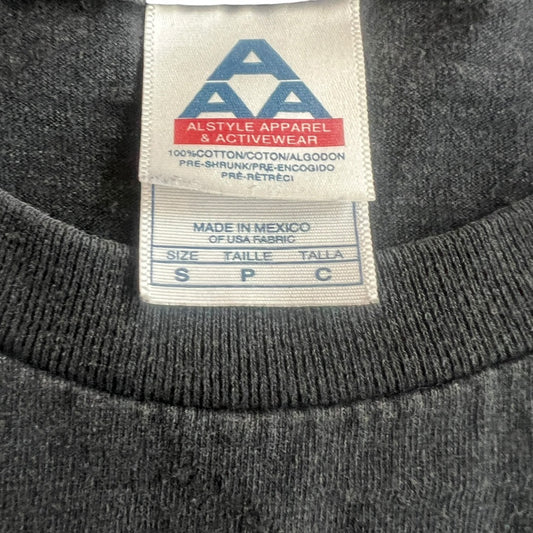 AAA
ALSTYLE APPAREL
& ACTIVEWEAR
100%COTTON/COTON/ALGODON
PRE-SHRUNK/PRE-ENCOGIDO
PRÉ-RÉTRÉCI
MADE IN MEXICO
OF USA FABRIC
SIZE TAILLE TALLA
S P C